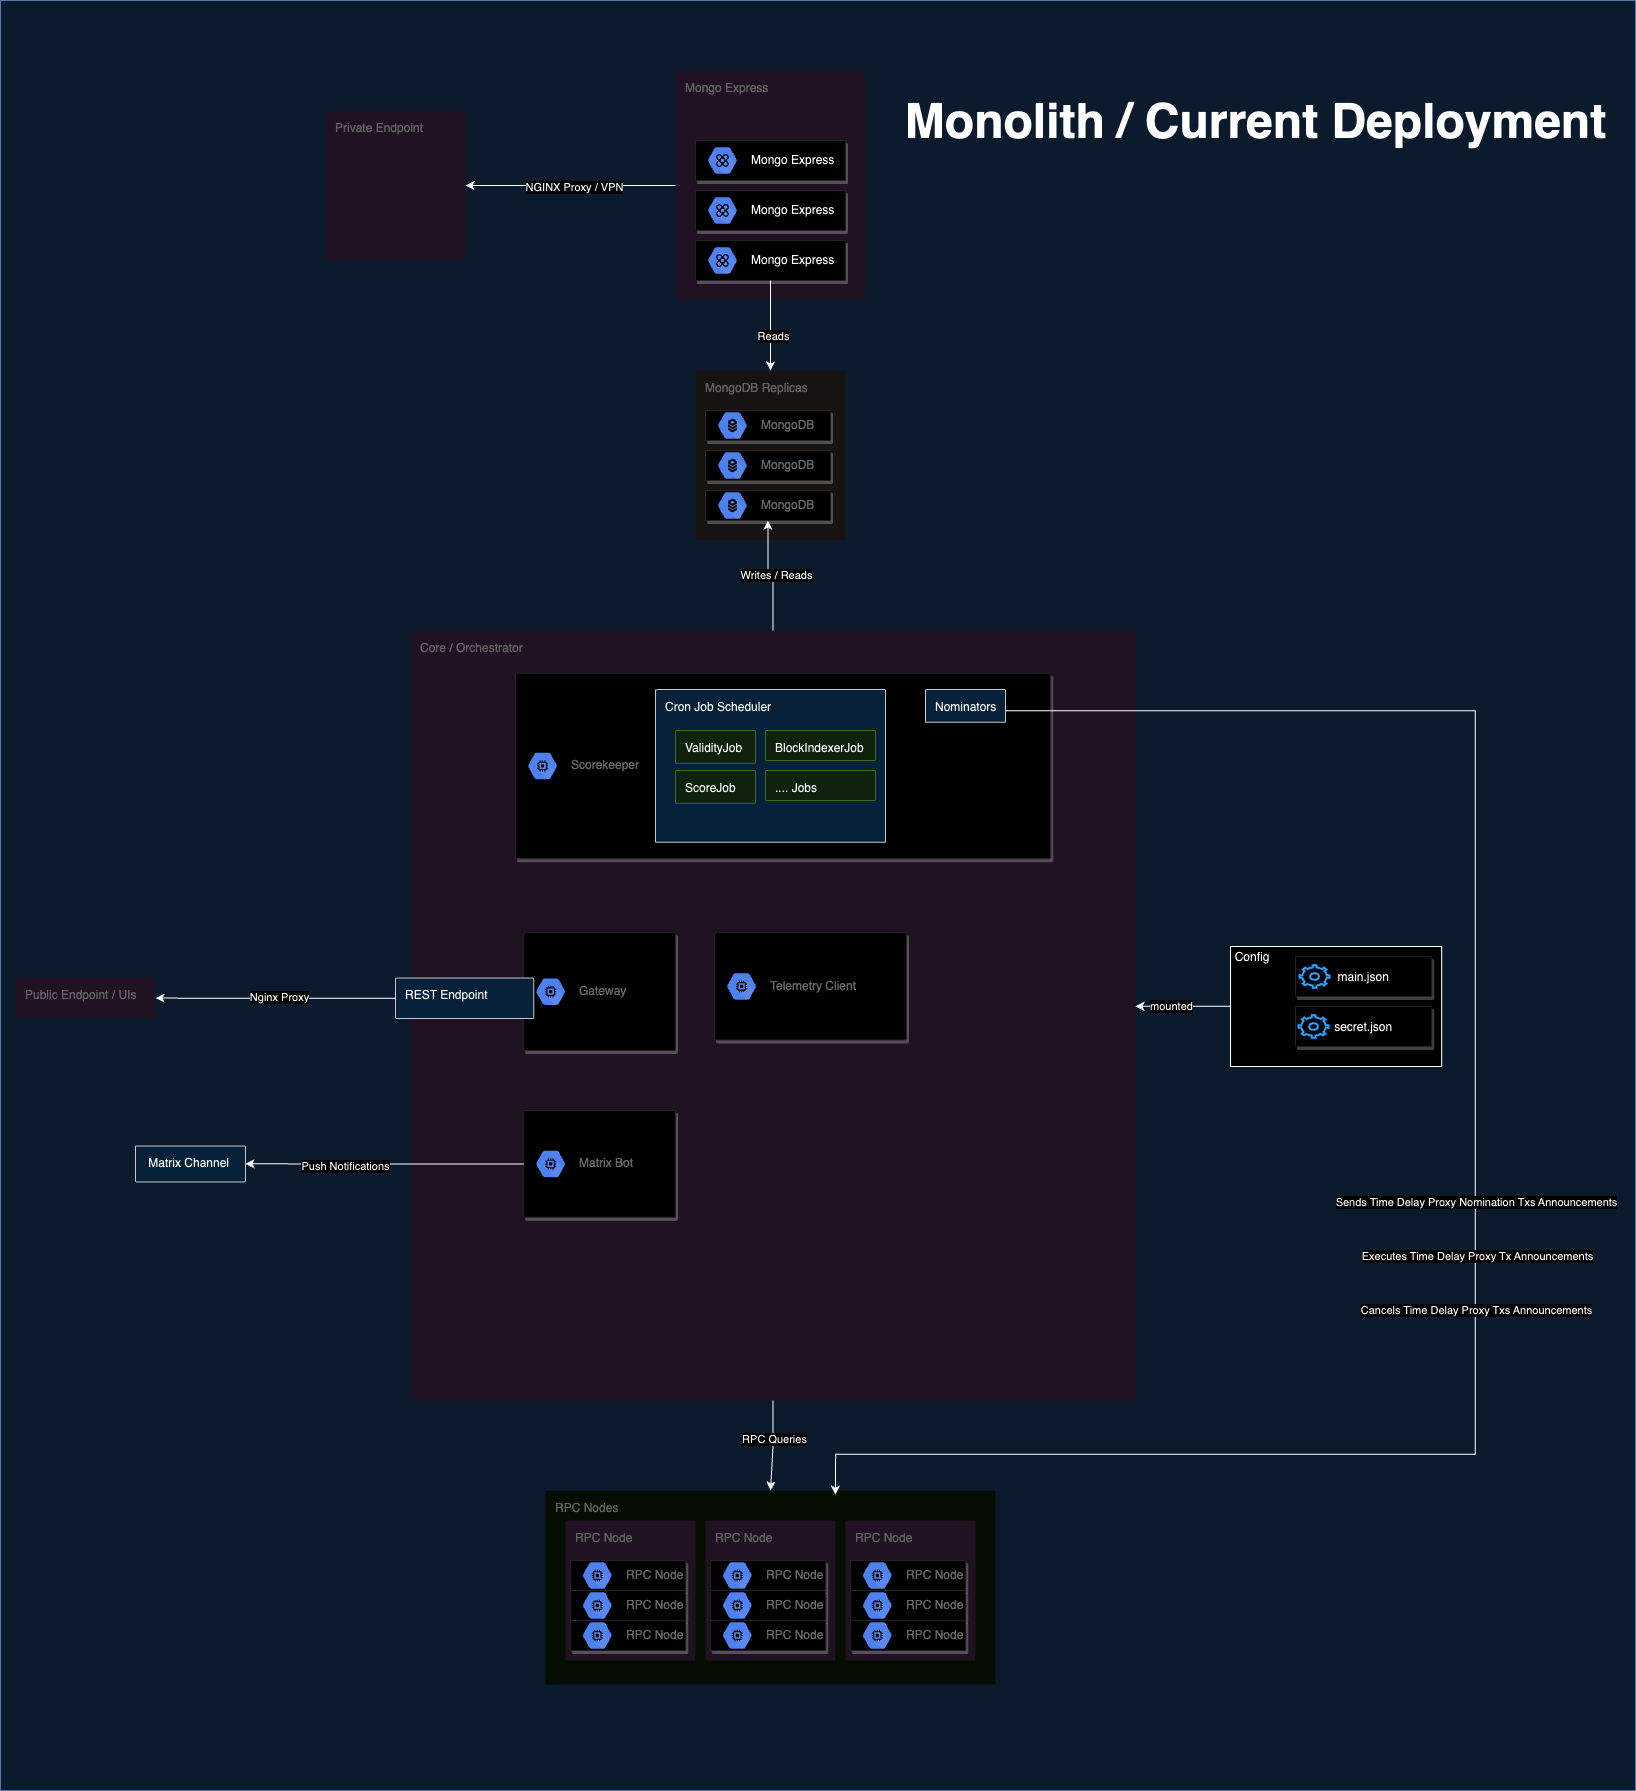 Monolith / Current Deployment
Mongo Express
Private Endpoint
Mongo Express
NGINX Proxy / VPN
Mongo Express
Mongo Express
Reads
MongoDB Replicas
MongoDB
MongoDB
MongoDB
Writes / Reads
Core / Orchestrator
Cron Job Scheduler
Nominators
ValidityJob
BlockIndexerJob
Scorekeeper
ScoreJob
.... Jobs
Config
main.json
secret.json
mounted
Public Endpoint / UIs
Nginx Proxy
REST Endpoint
Gateway
Telemetry Client
Matrix Channel
Push Notifications
Matrix Bot
Sends Time Delay Proxy Nomination Txs Announcements
Executes Time Delay Proxy Tx Announcements
Cancels Time Delay Proxy Txs Announcements
RPC Queries
RPC Nodes
RPC Node
RPC Node
RPC Node
RPC Node
RPC Node
RPC Node
RPC Node
RPC Node
RPC Node
RPC Node
RPC Node
RPC Node